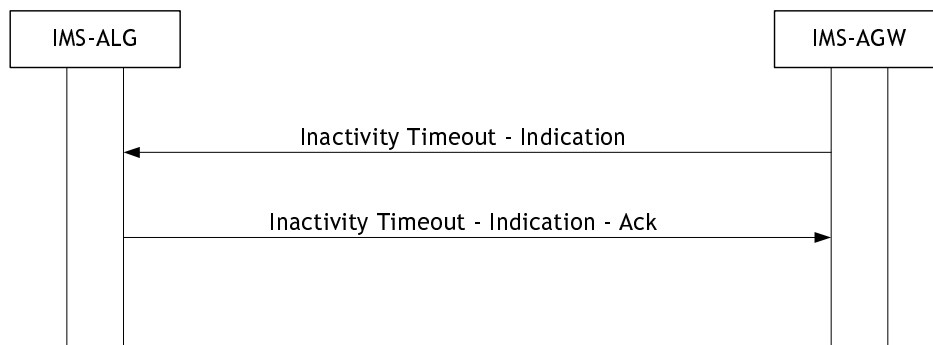 IMS-ALG
IMS-AGW
Inactivity Timeout - Indication
Inactivity Timeout - Indication - Ack